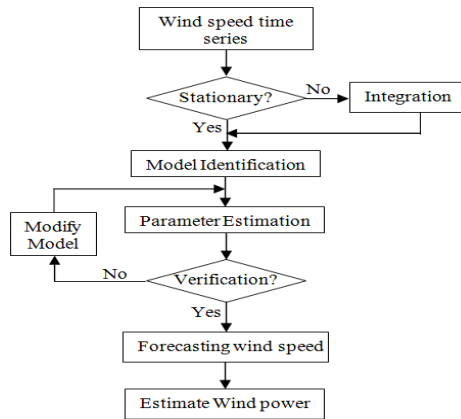 Wind speed time
series
Stationary?
No
Integration
Yes
Model Identification
Modify
Model
Parameter Estimation
No
Verification?
Yes
Forecasting wind speed
Estimate Wind power